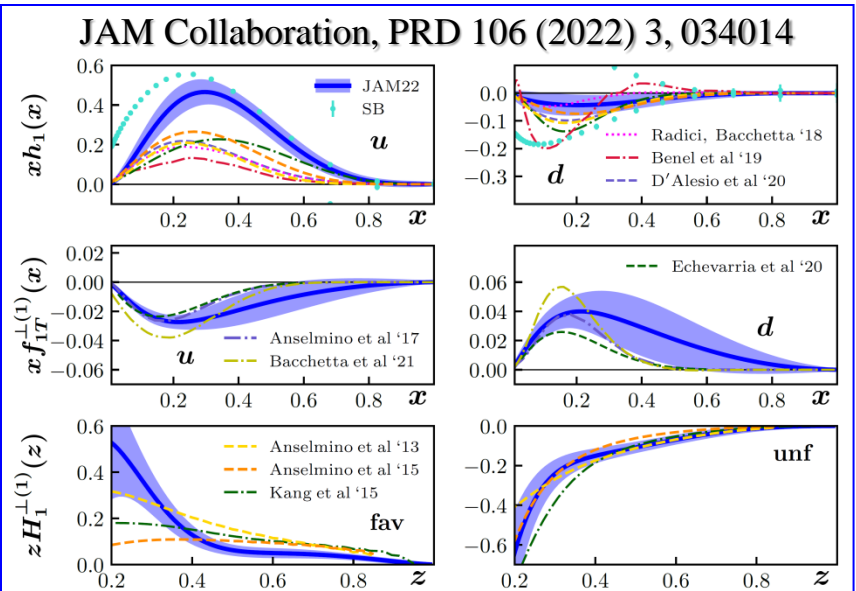 JAM Collaboration, PRD 106 (2022) 3, 034014
xh₁(x)
0.6
0.4
0.2
0.0
JAM22
SB
u
0.2 0.4 0.6 0.8 x
−0.0
−0.1
−0.2
−0.3
d
Radici, Bacchetta ‘18
Benel et al ‘19
D′Alesio et al ‘20
0.2 0.4 0.6 0.8 x
xf₁T⊥(1)(x)
0.02
0.00
−0.02
−0.04
−0.06
u
Anselmino et al ‘17
Bacchetta et al ‘21
0.2 0.4 0.6 0.8 x
0.06
0.04
0.02
0.00
Echevarria et al ‘20
d
0.2 0.4 0.6 0.8 x
zH₁⊥(1)(z)
0.6
0.4
0.2
0.0
Anselmino et al ‘13
Anselmino et al ‘15
Kang et al ‘15
fav
0.2 0.4 0.6 0.8 z
−0.0
−0.2
−0.4
−0.6
unf
0.2 0.4 0.6 0.8 z